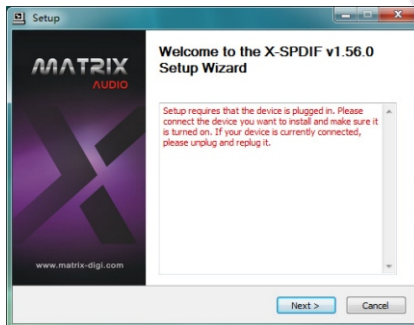 Setup
MATRIX
AUDIO
www.matrix-digi.com
Welcome to the X-SPDIF v1.56.0
Setup Wizard
Setup requires that the device is plugged in. Please
connect the device you want to install and make sure it
is turned on. If your device is currently connected,
please unplug and replug it.
Next >
Cancel